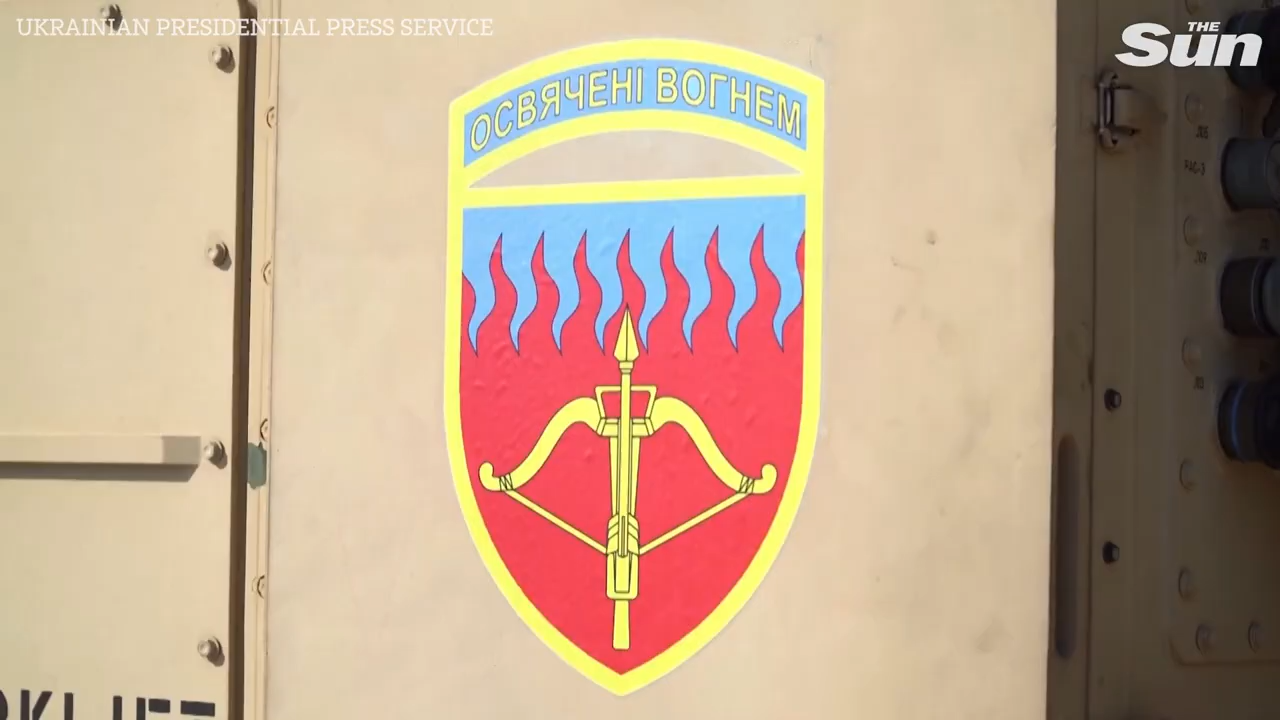 UKRAINIAN PRESIDENTIAL PRESS SERVICE
THE
Sun
ОСВЯЧЕНІ ВОГНЕМ